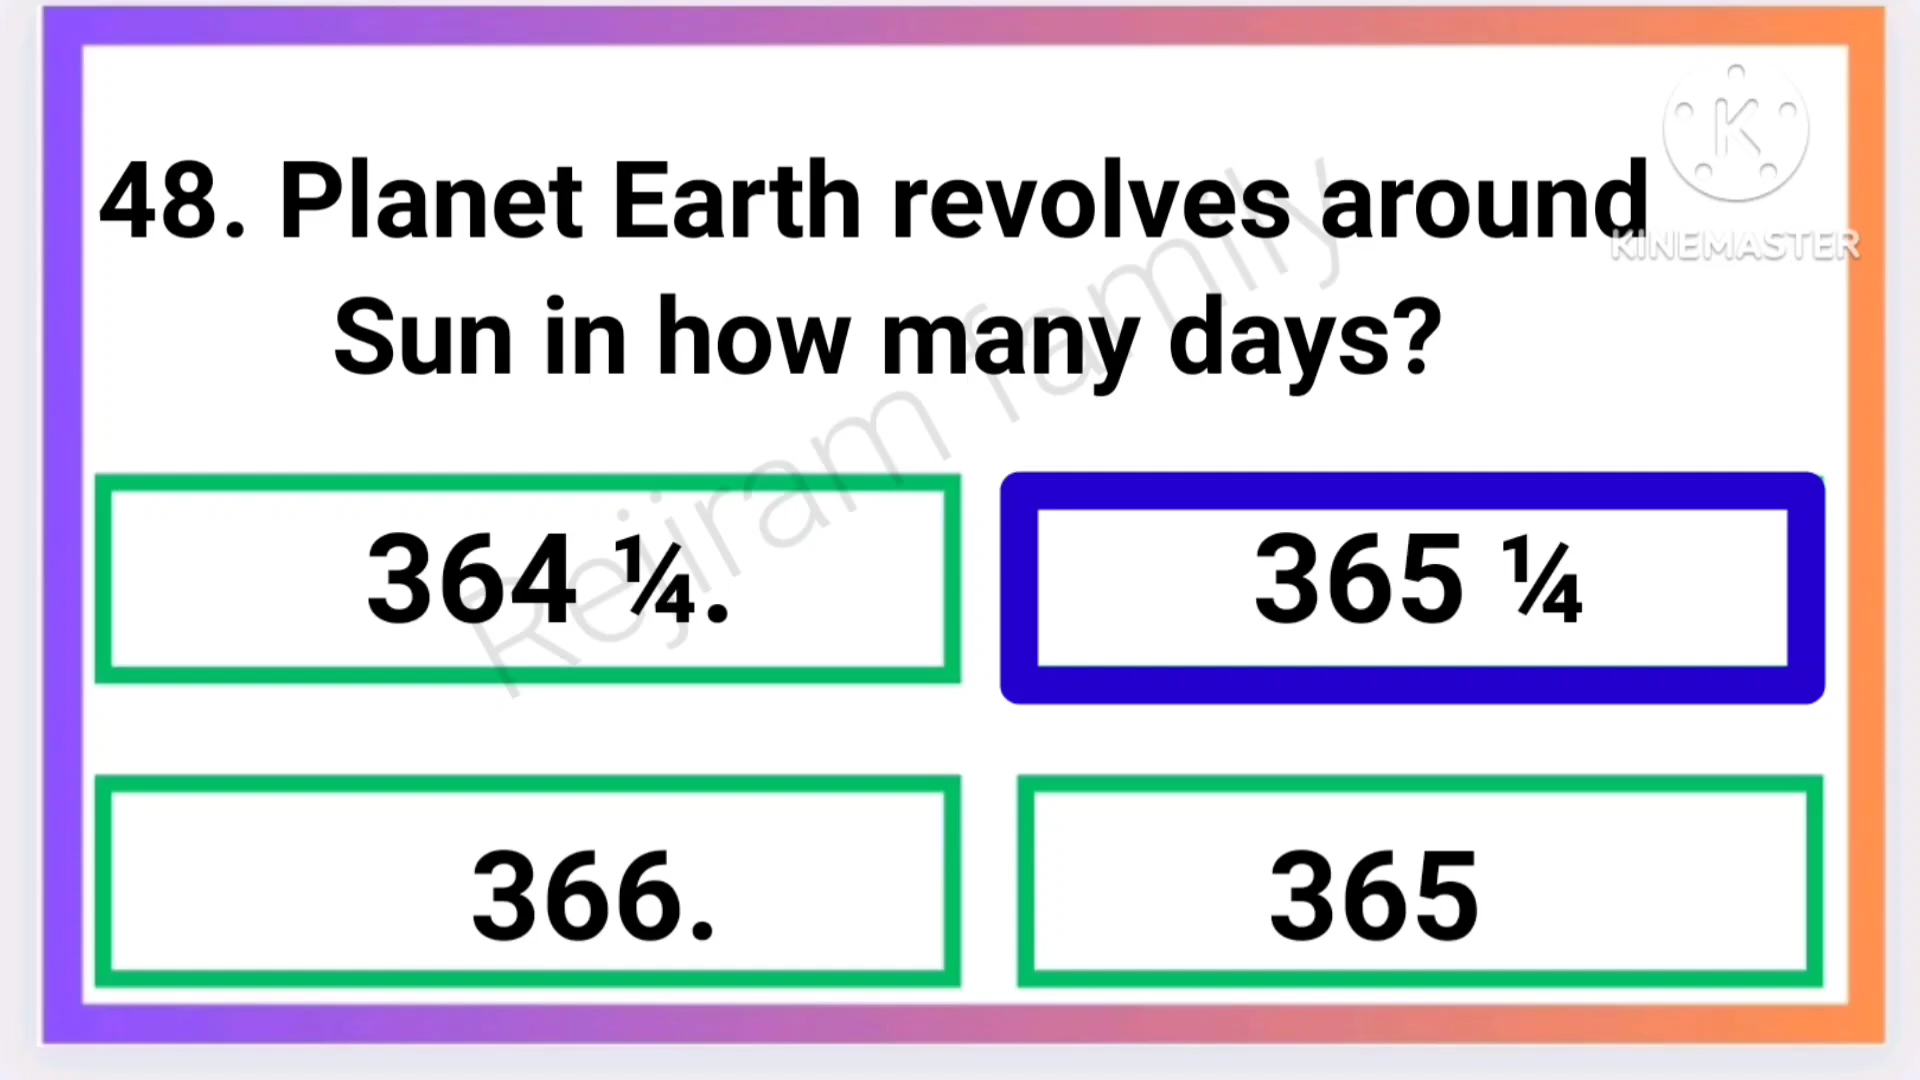 48. Planet Earth revolves around
Sun in how many days?
364 ¼.
365 ¼
366.
365
KINEMASTER
Rejiram family